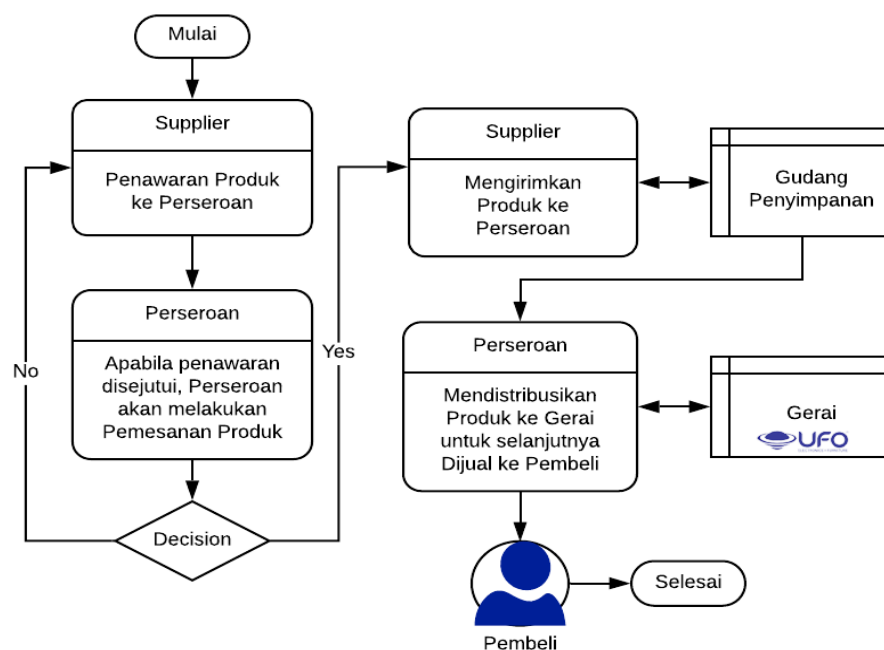 Mulai
Supplier
Penawaran Produk
ke Perseroan
Perseroan
Apabila penawaran
disejutui, Perseroan
akan melakukan
Pemesanan Produk
No
Decision
Yes
Supplier
Mengirimkan
Produk ke
Perseroan
Gudang
Penyimpanan
Perseroan
Mendistribusikan
Produk ke Gerai
untuk selanjutnya
Dijual ke Pembeli
Gerai
UFO
Pembeli
Selesai